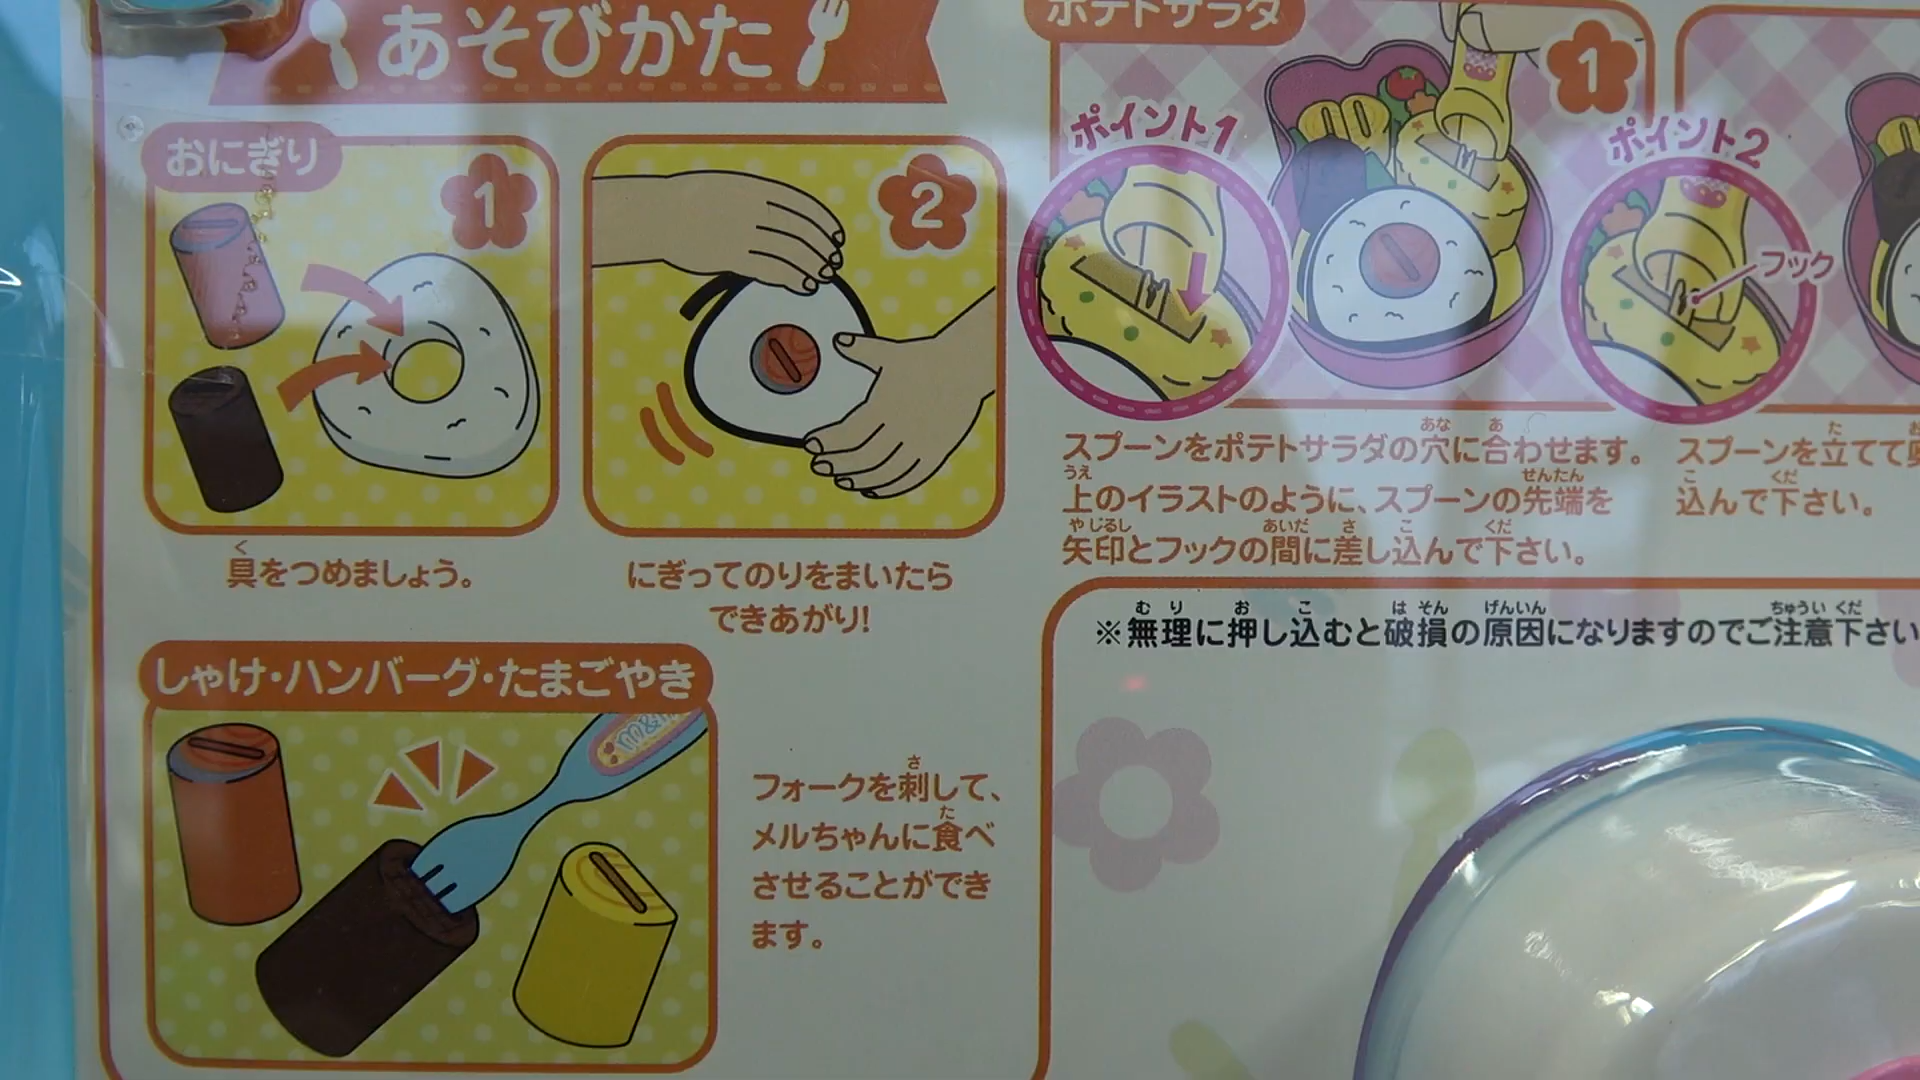 あそびかた
おにぎり
1
2
具をつめましょう。
にぎってのりをまいたら
できあがり!
しゃけ・ハンバーグ・たまごやき
フォークを刺して、
メルちゃんに食べ
させることができ
ます。
ポテトサラダ
1
ポイント1
スプーンをポテトサラダの穴に合わせます。
上のイラストのように、スプーンの先端を
矢印とフックの間に差し込んで下さい。
ポイント2
フック
スプーンを立てて
込んで下さい。
※無理に押し込むと破損の原因になりますのでご注意下さい